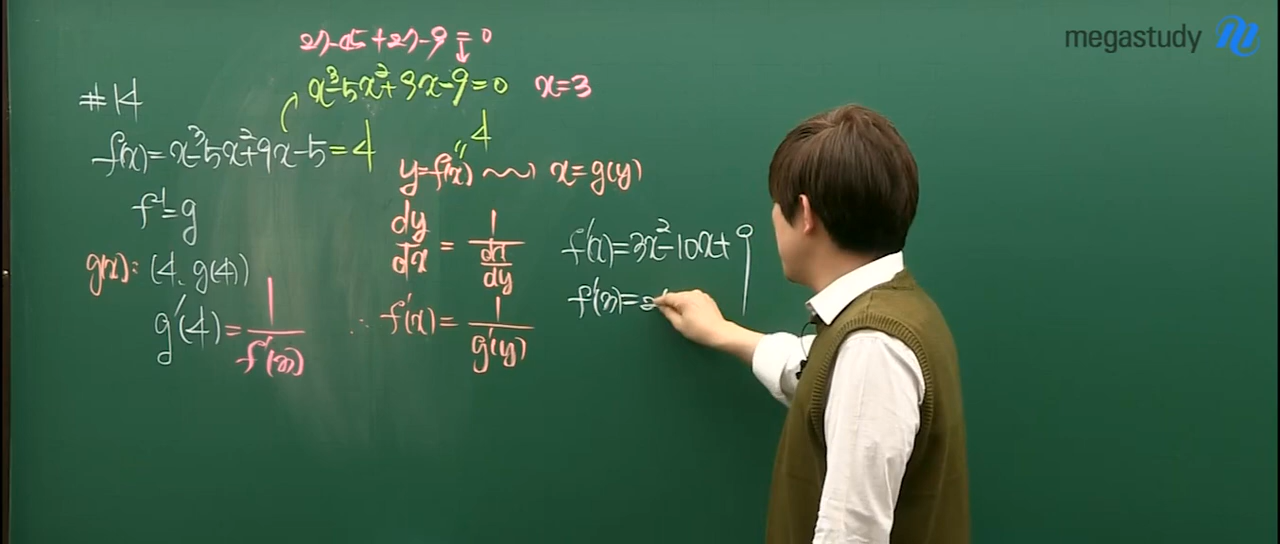 megastudy
27-45+27-9=0
x³-5x²+9x-9=0 x=3
#14
f(x)=x³-5x²+9x-5=4
4
y=f(x) x=g(y)
f⁻¹=g
dy/dx = 1/(dx/dy)
g(x): (4, g(4))
g'(4)=1/f'(3)
∴ f'(x)=1/g'(y)
f'(x)=3x²-10x+9
f'(3)=2